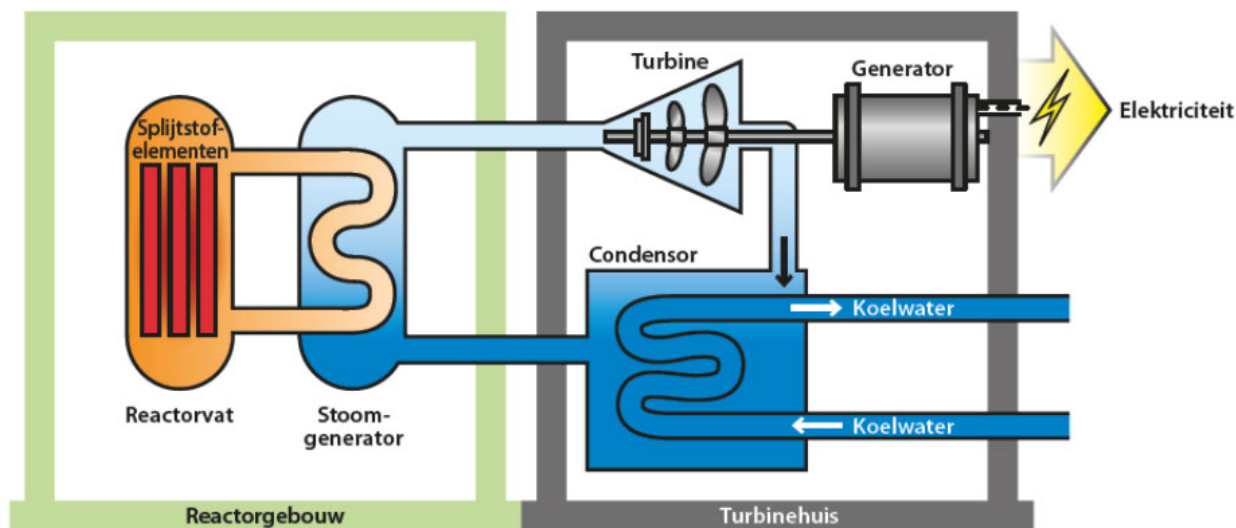 Turbine
Generator
Elektriciteit
Splijtstof-
elementen
Condensor
Koelwater
Koelwater
Reactorvat
Stoom-
generator
Reactorgebouw
Turbinehuis